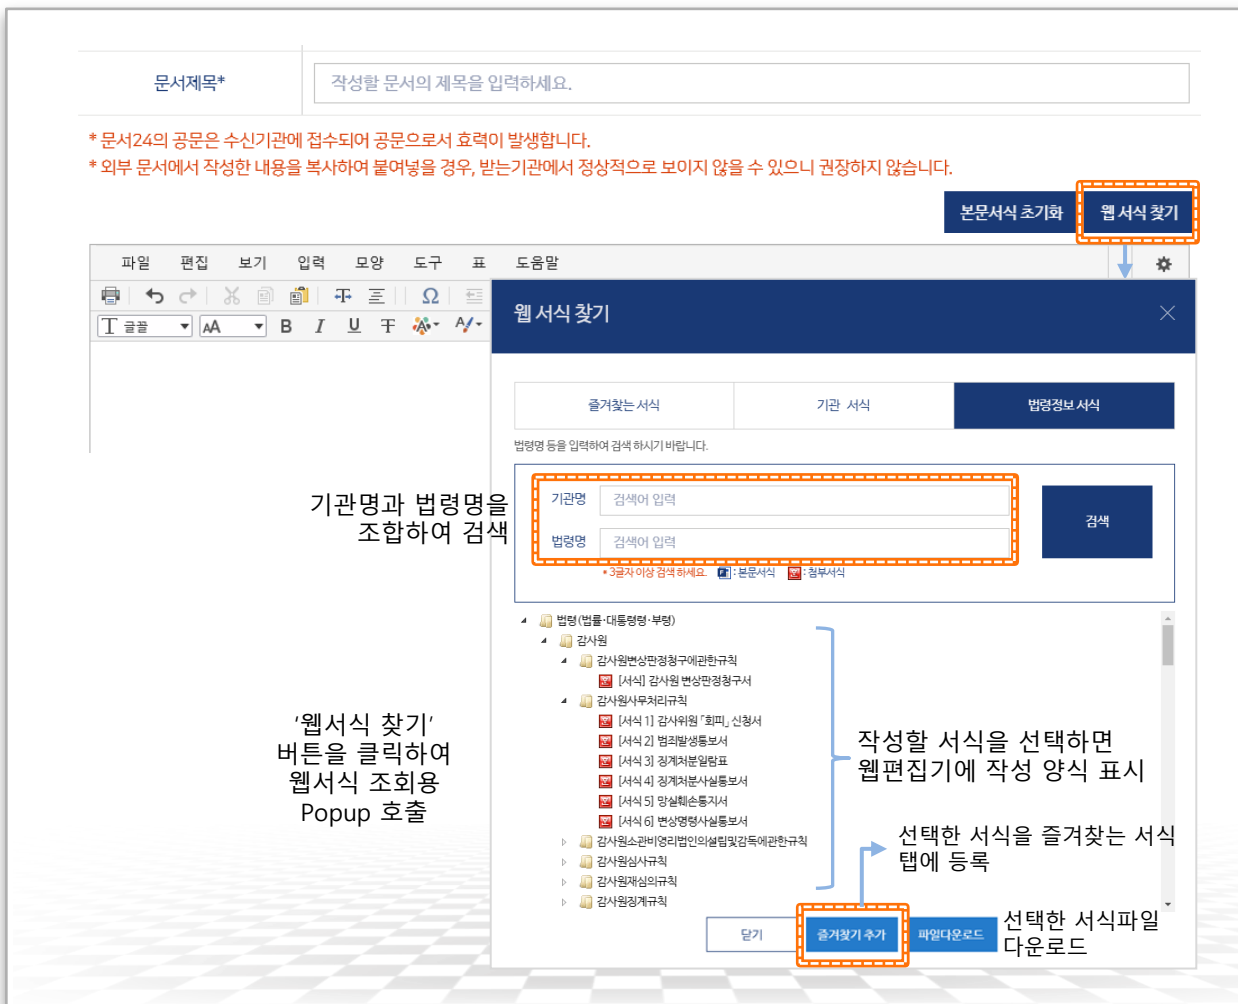 문서제목*
작성할 문서의 제목을 입력하세요.
* 문서24의 공문은 수신기관에 접수되어 공문으로서 효력이 발생합니다.
* 외부 문서에서 작성한 내용을 복사하여 붙여넣을 경우, 받는기관에서 정상적으로 보이지 않을 수 있으니 권장하지 않습니다.
본문서식 초기화
웹 서식 찾기
파일 편집 보기 입력 모양 도구 표 도움말
글꼴
웹 서식 찾기
즐겨찾는 서식
기관 서식
법령정보 서식
법령명 등을 입력하여 검색 하시기 바랍니다.
기관명과 법령명을
조합하여 검색
기관명 검색어 입력
법령명 검색어 입력
검색
* 3글자 이상 검색 하세요. : 본문서식 : 첨부서식
법령(법률·대통령령·부령)
감사원
감사원변상판정청구에관한규칙
[서식] 감사원 변상판정청구서
감사원사무처리규칙
[서식 1] 감사위원 「회피」 신청서
[서식 2] 범죄발생통보서
[서식 3] 징계처분일람표
[서식 4] 징계처분사실통보서
[서식 5] 망실훼손통지서
[서식 6] 변상명령사실통보서
감사원소관비영리법인의설립및감독에관한규칙
감사원심사규칙
감사원재심의규칙
감사원징계규칙
'웹서식 찾기'
버튼을 클릭하여
웹서식 조회용
Popup 호출
작성할 서식을 선택하면
웹편집기에 작성 양식 표시
선택한 서식을 즐겨찾는 서식
탭에 등록
닫기
즐겨찾기 추가
파일다운로드
선택한 서식파일
다운로드